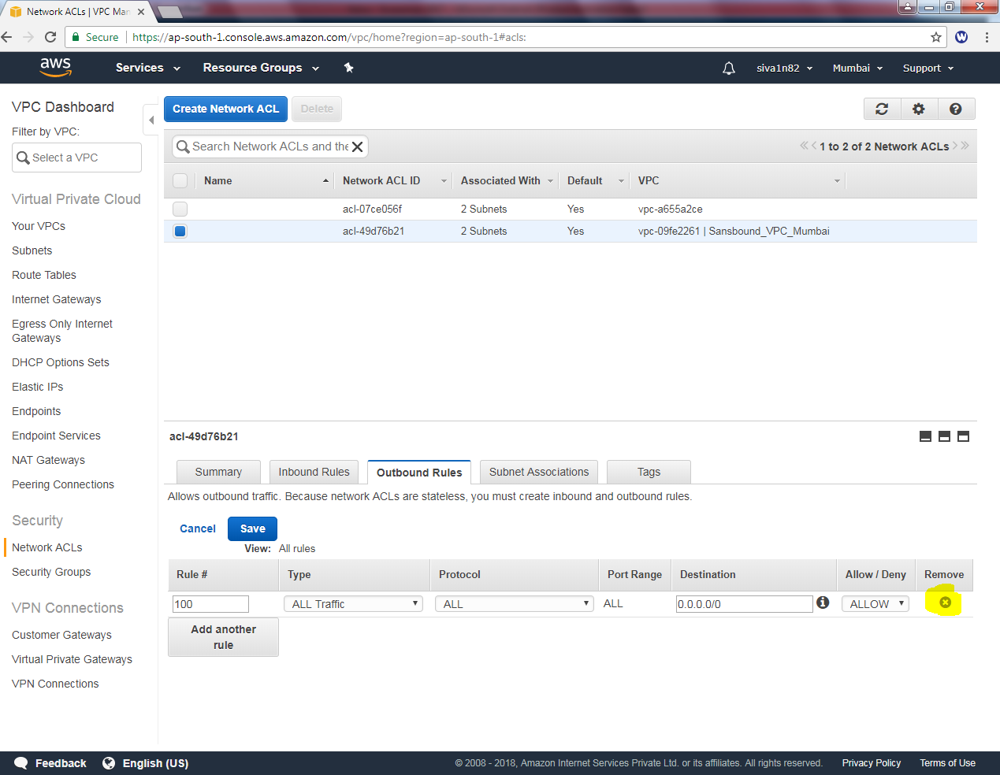 Network ACLs | VPC Man
Secure
https://ap-south-1.console.aws.amazon.com/vpc/home?region=ap-south-1#acls:
W
aws
Services
Resource Groups
siva1n82
Mumbai
Support
VPC Dashboard
Filter by VPC:
Select a VPC
Virtual Private Cloud
Your VPCs
Subnets
Route Tables
Internet Gateways
Egress Only Internet
Gateways
DHCP Options Sets
Elastic IPs
Endpoints
Endpoint Services
NAT Gateways
Peering Connections
Security
Network ACLs
Security Groups
VPN Connections
Customer Gateways
Virtual Private Gateways
VPN Connections
Create Network ACL
Delete
Search Network ACLs and the
1 to 2 of 2 Network ACLs
Name Network ACL ID Associated With Default VPC
acl-07ce056f 2 Subnets Yes vpc-a655a2ce
acl-49d76b21 2 Subnets Yes vpc-09fe2261 | Sansbound_VPC_Mumbai
acl-49d76b21
Summary Inbound Rules Outbound Rules Subnet Associations Tags
Allows outbound traffic. Because network ACLs are stateless, you must create inbound and outbound rules.
Cancel Save
View: All rules
Rule # Type Protocol Port Range Destination Allow / Deny Remove
100 ALL Traffic ALL ALL 0.0.0.0/0 ALLOW
Add another
rule
Feedback English (US)
© 2008 - 2018, Amazon Internet Services Private Ltd. or its affiliates. All rights reserved. Privacy Policy Terms of Use